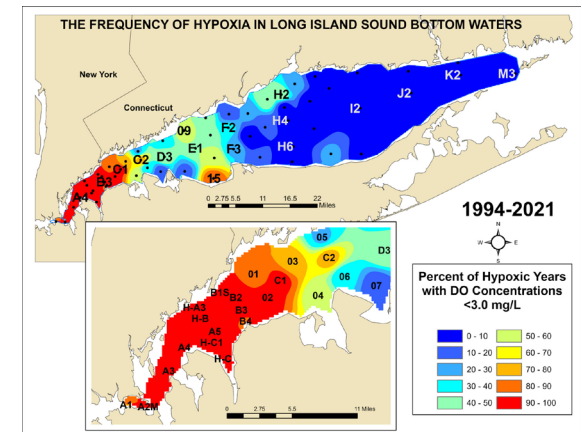 THE FREQUENCY OF HYPOXIA IN LONG ISLAND SOUND BOTTOM WATERS
New York
Connecticut
K2
M3
J2
H2
I2
09
F2
H4
E1
F3
H6
C2
D3
C1
B3
A4
15
0 2.75 5.5 11 16.5 22
Miles
1994-2021
N
W E
S
Percent of Hypoxic Years
with DO Concentrations
<3.0 mg/L
0 - 10
10 - 20
20 - 30
30 - 40
40 - 50
50 - 60
60 - 70
70 - 80
80 - 90
90 - 100
05
D3
03
C2
01
C1
06
07
04
02
B1S
B2
H-A3
B3
H-B
B4
A5
H-C1
A4
H-C
A3
A1
A2M
0 2.75 5.5 11 Miles